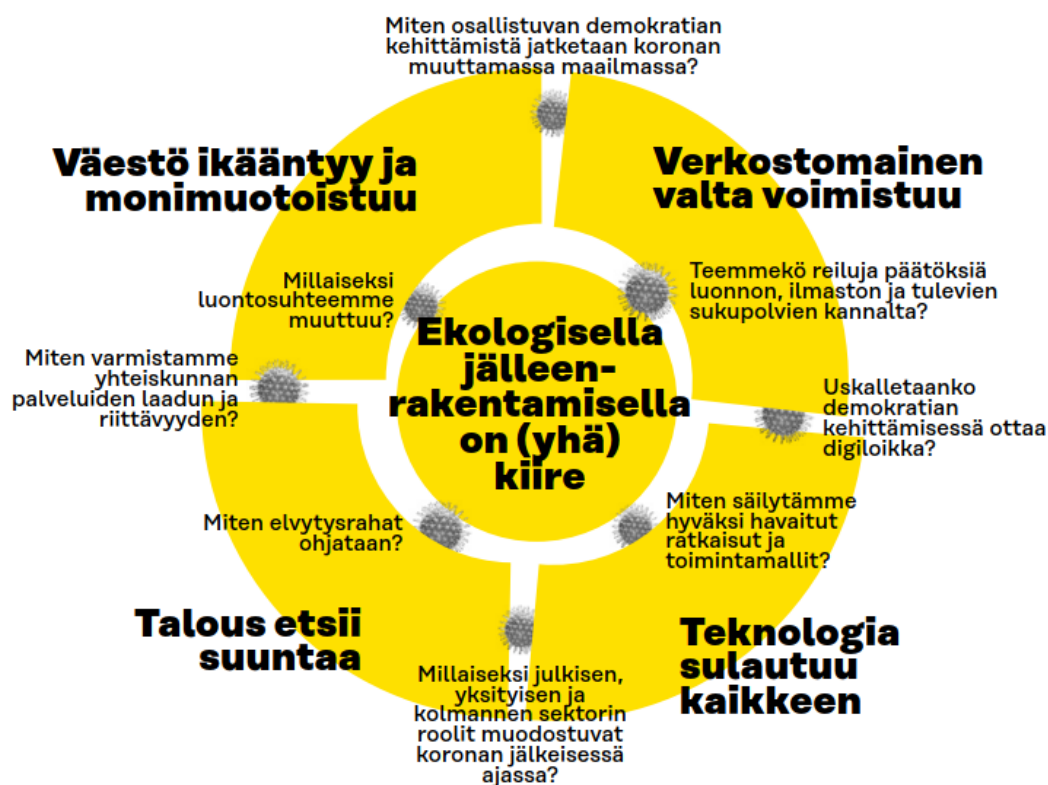 Miten osallistuvan demokratian
kehittämistä jatketaan koronan
muuttamassa maailmassa?
Väestö ikääntyy ja
monimuotoistuu
Verkostomainen
valta voimistuu
Millaiseksi
luontosuhteemme
muuttuu?
Teemmekö reiluja päätöksiä
luonnon, ilmaston ja tulevien
sukupolvien kannalta?
Ekologisella
jälleen-
rakentamisella
on (yhä)
kiire
Miten varmistamme
yhteiskunnan
palveluiden laadun ja
riittävyyden?
Uskalletaanko
demokratian
kehittämisessä ottaa
digiloikka?
Miten elvytysrahat
ohjataan?
Miten säilytämme
hyväksi havaitut
ratkaisut ja
toimintamallit?
Talous etsii
suuntaa
Teknologia
sulautuu
kaikkeen
Millaiseksi julkisen,
yksityisen ja
kolmannen sektorin
roolit muodostuvat
koronan jälkeisessä
ajassa?